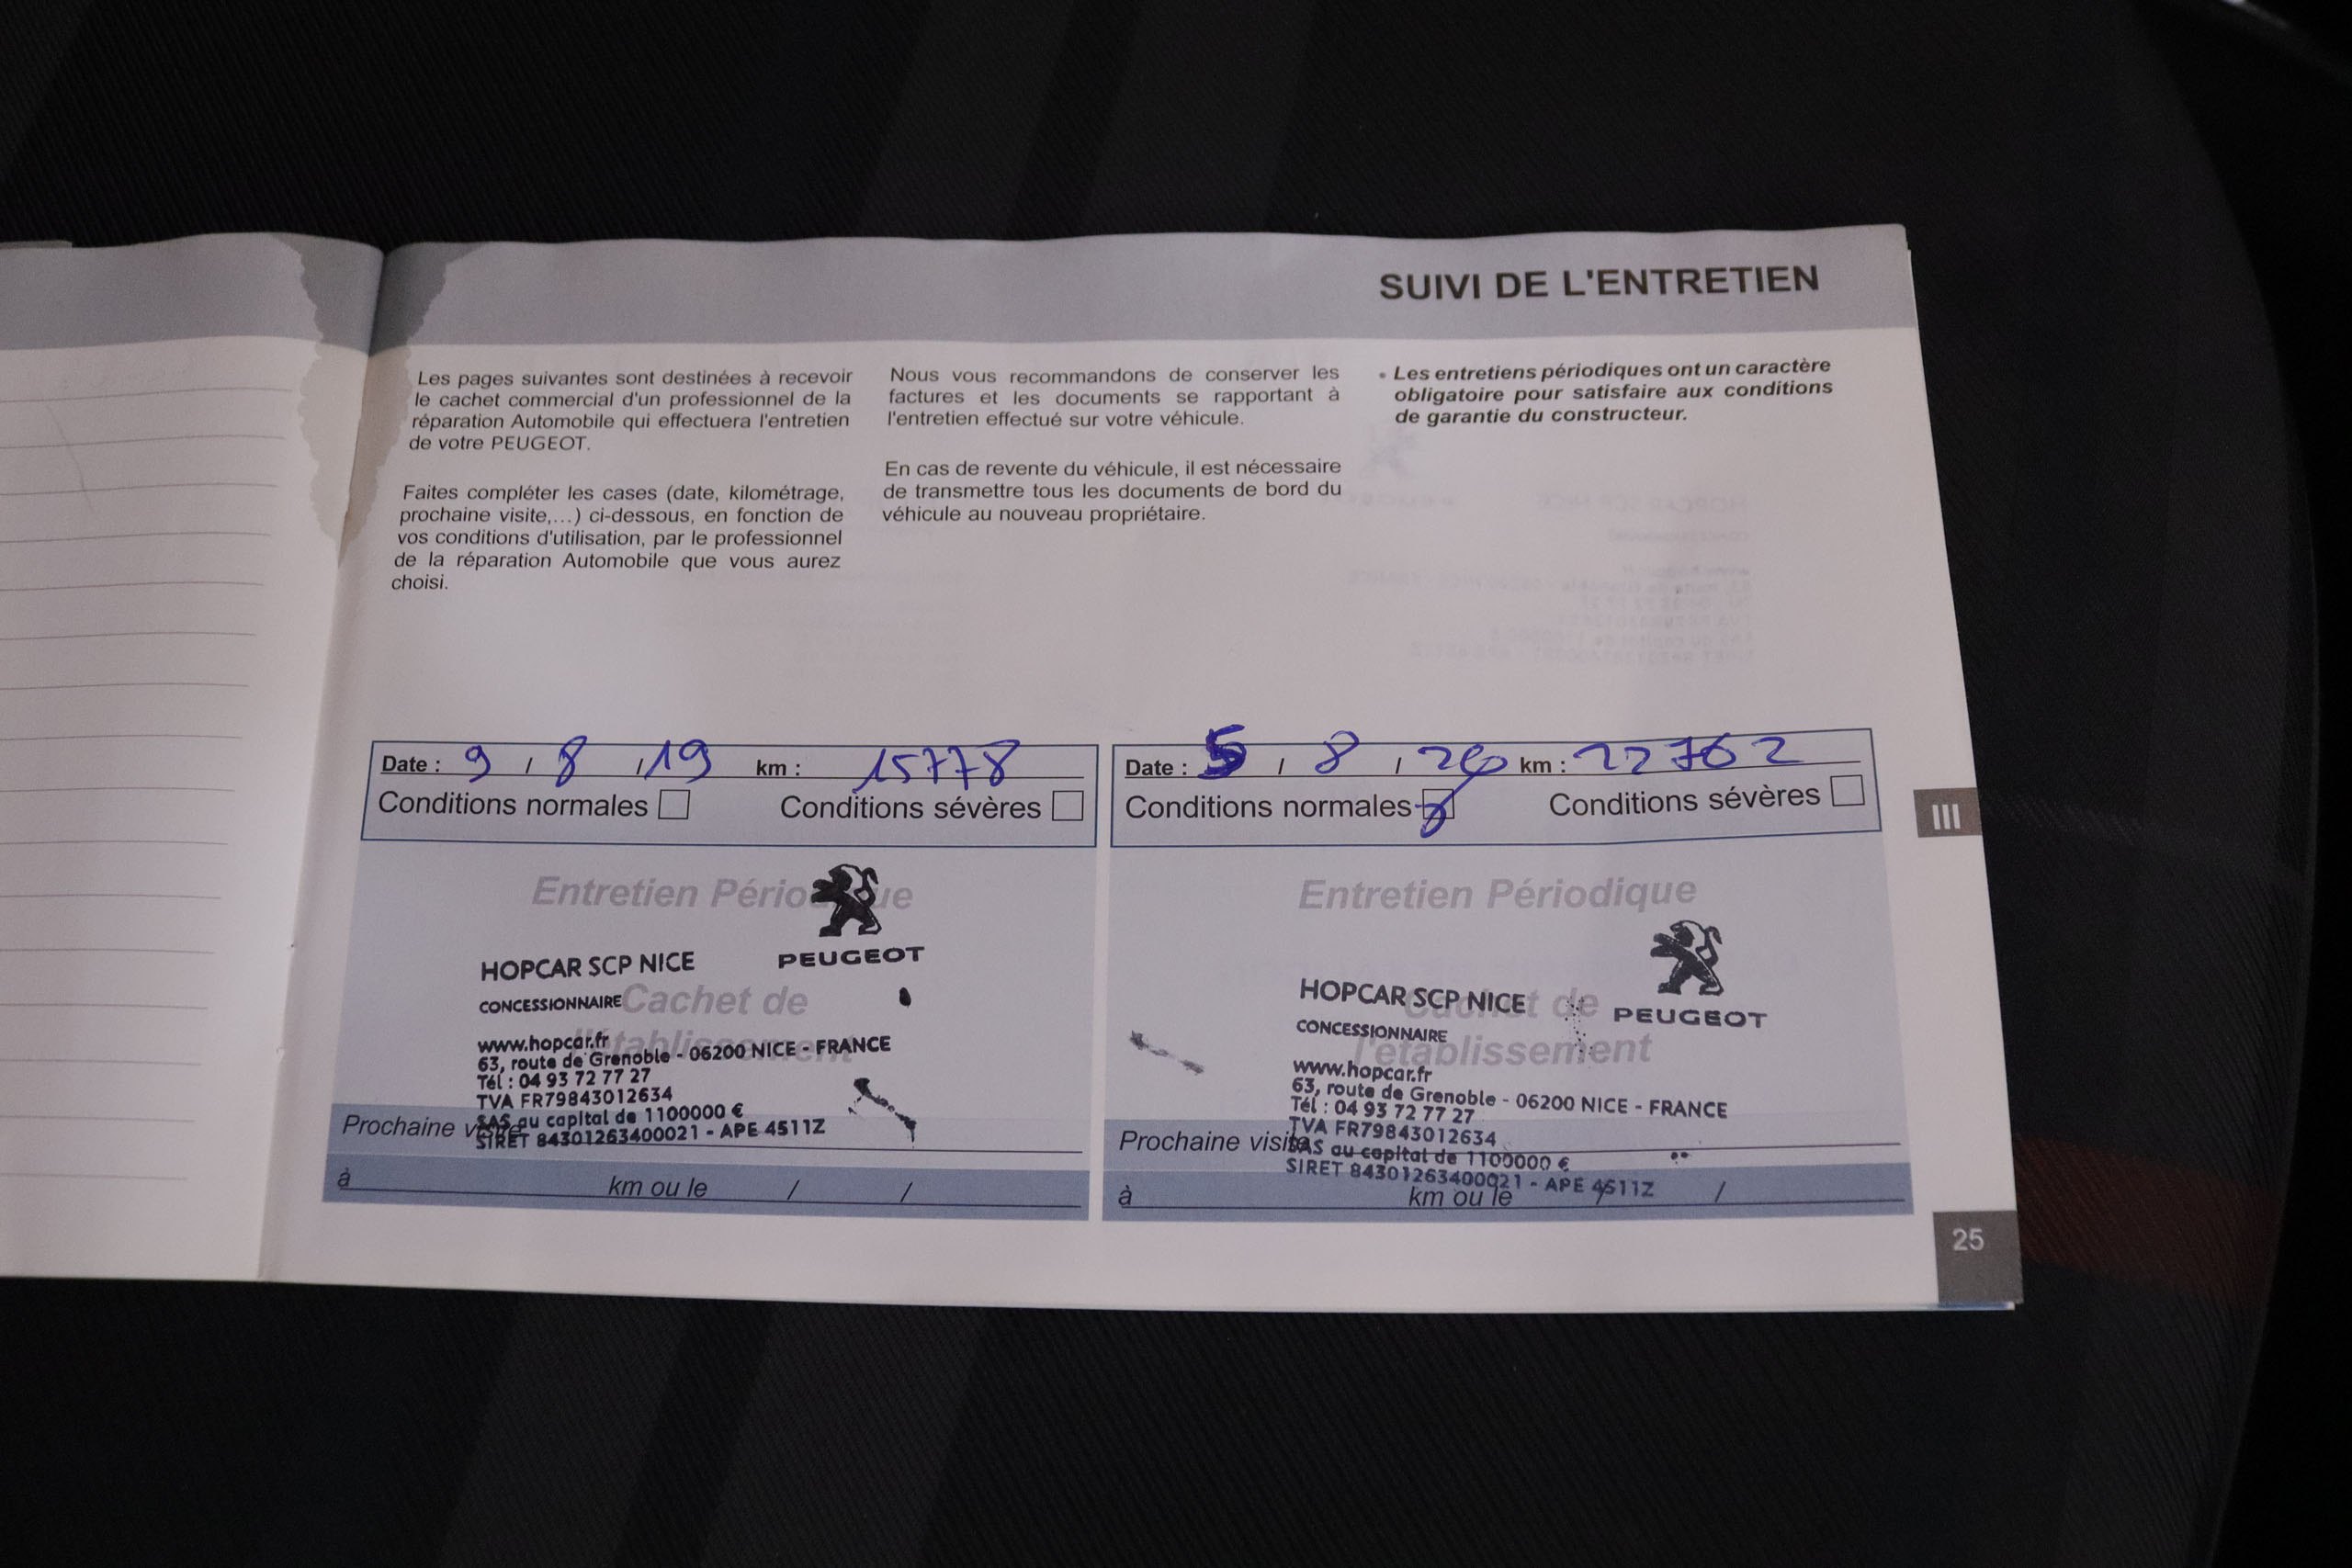 SUIVI DE L'ENTRETIEN
Les pages suivantes sont destinées à recevoir
le cachet commercial d'un professionnel de la
réparation Automobile qui effectuera l'entretien
de votre PEUGEOT.
Faites compléter les cases (date, kilométrage,
prochaine visite,...) ci-dessous, en fonction de
vos conditions d'utilisation, par le professionnel
de la réparation Automobile que vous aurez
choisi.
Nous vous recommandons de conserver les
factures et les documents se rapportant à
l'entretien effectué sur votre véhicule.
En cas de revente du véhicule, il est nécessaire
de transmettre tous les documents de bord du
véhicule au nouveau propriétaire.
• Les entretiens périodiques ont un caractère
obligatoire pour satisfaire aux conditions
de garantie du constructeur.
Date : 9 / 8 / 19 km : 15778
Conditions normales Conditions sévères
Entretien Périodique
PEUGEOT
HOPCAR SCP NICE
CONCESSIONNAIRE
Cachet de
l'établissement
www.hopcar.fr
63, route de Grenoble - 06200 NICE - FRANCE
Tél : 04 93 72 77 27
TVA FR79843012634
SAS au capital de 1100000 €
SIRET 84301263400021 - APE 4511Z
Prochaine visite
à km ou le / /
Date : 5 / 8 / 20 km : 22762
Conditions normales Conditions sévères
Entretien Périodique
PEUGEOT
HOPCAR SCP NICE
CONCESSIONNAIRE
Cachet de
l'établissement
www.hopcar.fr
63, route de Grenoble - 06200 NICE - FRANCE
Tél : 04 93 72 77 27
TVA FR79843012634
SAS au capital de 1100000 €
SIRET 84301263400021 - APE 4511Z
Prochaine visite
à km ou le / /
III
25